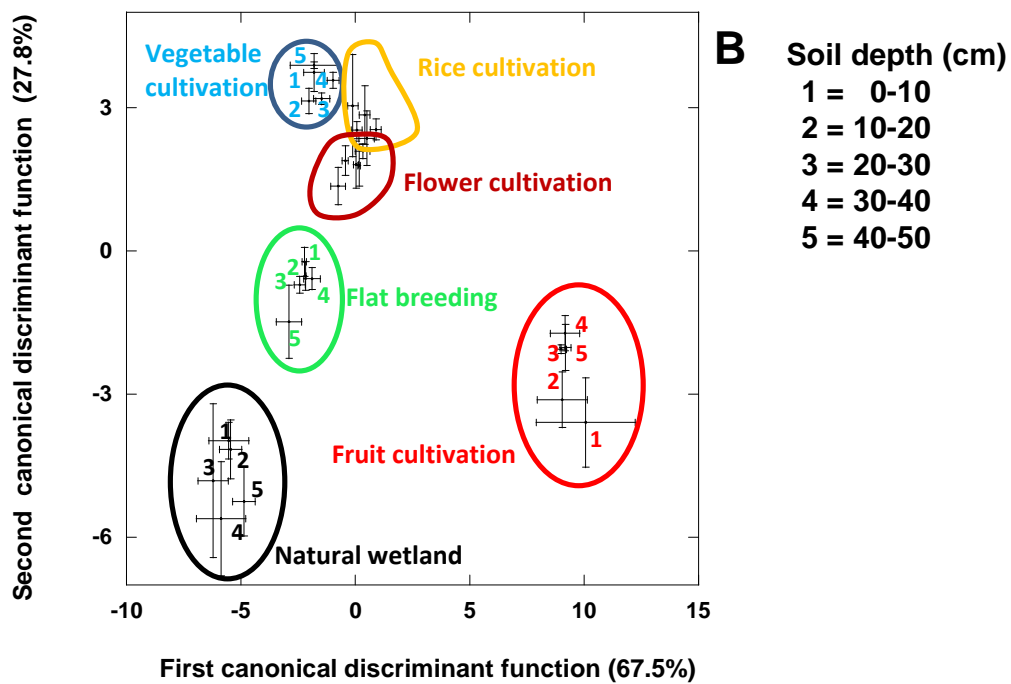 Second canonical discriminant function (27.8%)
3
0
-3
-6
Vegetable
cultivation
5
1 4
2 3
Rice cultivation
Flower cultivation
1
2
3
4
5
Flat breeding
4
3 5
2
1
Fruit cultivation
1
2
3
5
4
Natural wetland
-10 -5 0 5 10 15
First canonical discriminant function (67.5%)
B
Soil depth (cm)
1 = 0-10
2 = 10-20
3 = 20-30
4 = 30-40
5 = 40-50